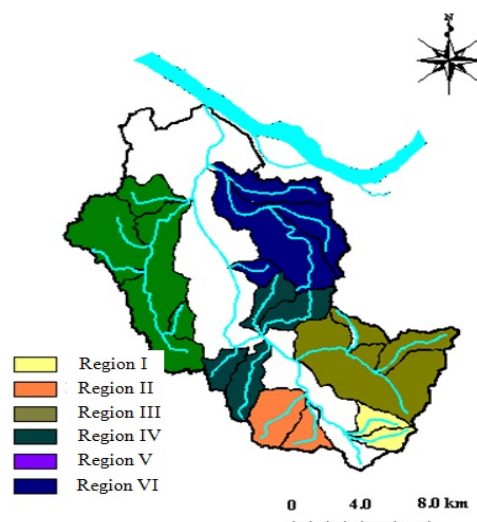 N
Region I
Region II
Region III
Region IV
Region V
Region VI
0 4.0 8.0 km